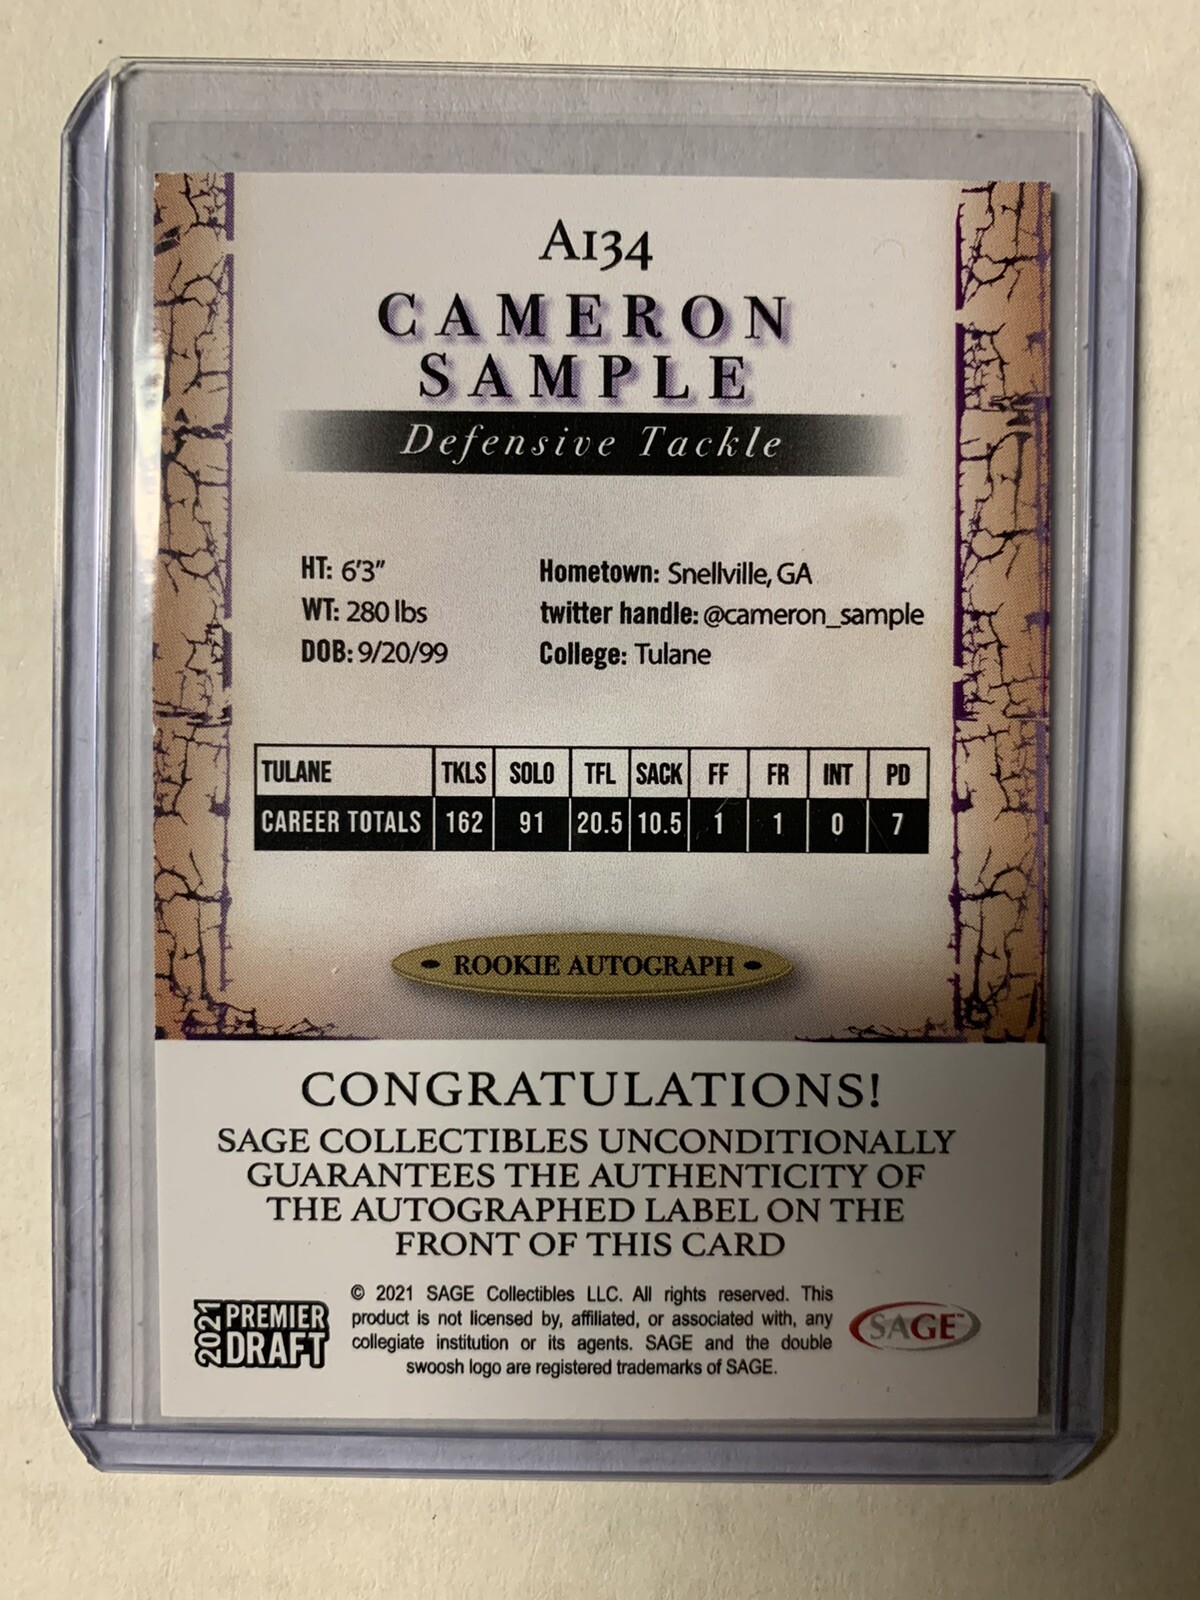 A134
CAMERON
SAMPLE
Defensive Tackle
HT: 6'3" Hometown: Snellville, GA
WT: 280 lbs twitter handle: @cameron_sample
DOB: 9/20/99 College: Tulane
TULANE TKLS SOLO TFL SACK FF FR INT PD
CAREER TOTALS 162 91 20.5 10.5 1 1 0 7
• ROOKIE AUTOGRAPH •
CONGRATULATIONS!
SAGE COLLECTIBLES UNCONDITIONALLY
GUARANTEES THE AUTHENTICITY OF
THE AUTOGRAPHED LABEL ON THE
FRONT OF THIS CARD
2021 PREMIER
DRAFT
© 2021 SAGE Collectibles LLC. All rights reserved. This
product is not licensed by, affiliated, or associated with, any
collegiate institution or its agents. SAGE and the double
swoosh logo are registered trademarks of SAGE.
SAGE™